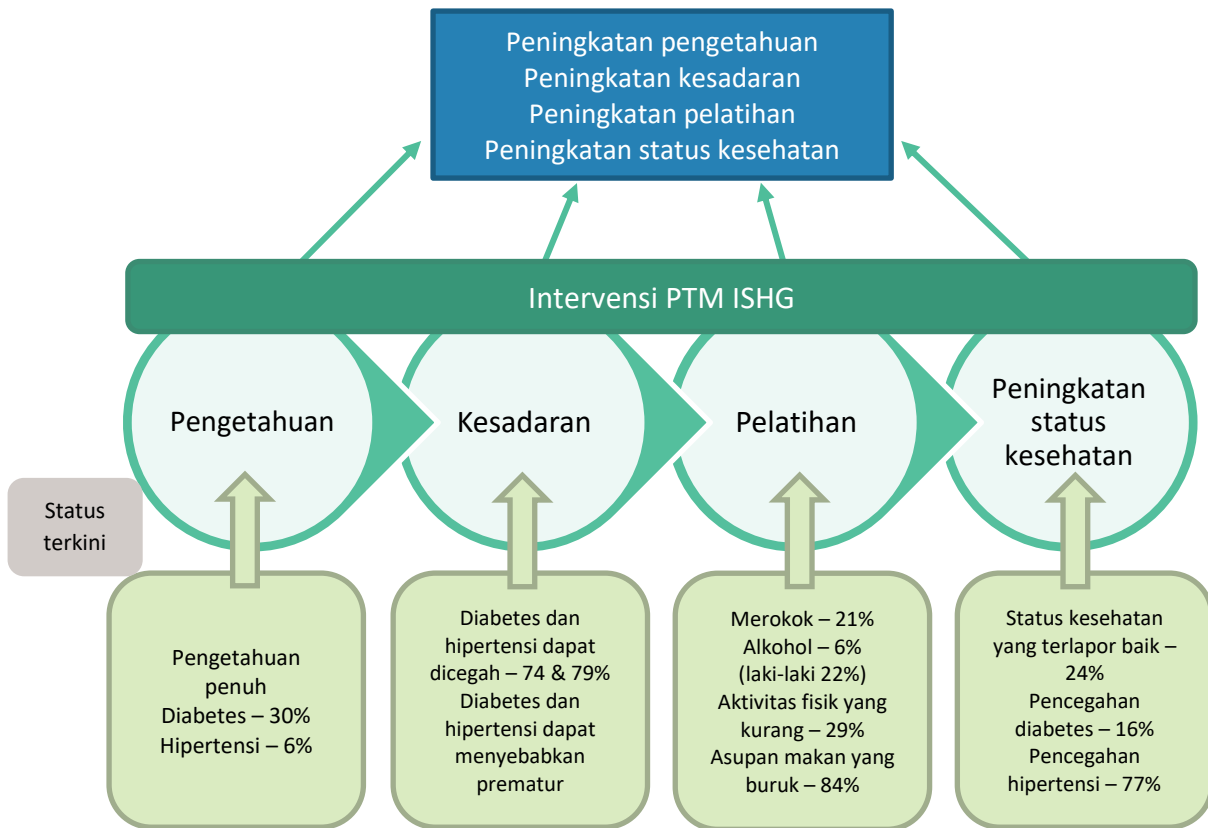 Peningkatan pengetahuan
Peningkatan kesadaran
Peningkatan pelatihan
Peningkatan status kesehatan
Intervensi PTM ISHG
Pengetahuan
Kesadaran
Pelatihan
Peningkatan
status
kesehatan
Status
terkini
Pengetahuan
penuh
Diabetes – 30%
Hipertensi – 6%
Diabetes dan
hipertensi dapat
dicegah – 74 & 79%
Diabetes dan
hipertensi dapat
menyebabkan
prematur
Merokok – 21%
Alkohol – 6%
(laki-laki 22%)
Aktivitas fisik yang
kurang – 29%
Asupan makan yang
buruk – 84%
Status kesehatan
yang terlapor baik –
24%
Pencegahan
diabetes – 16%
Pencegahan
hipertensi – 77%